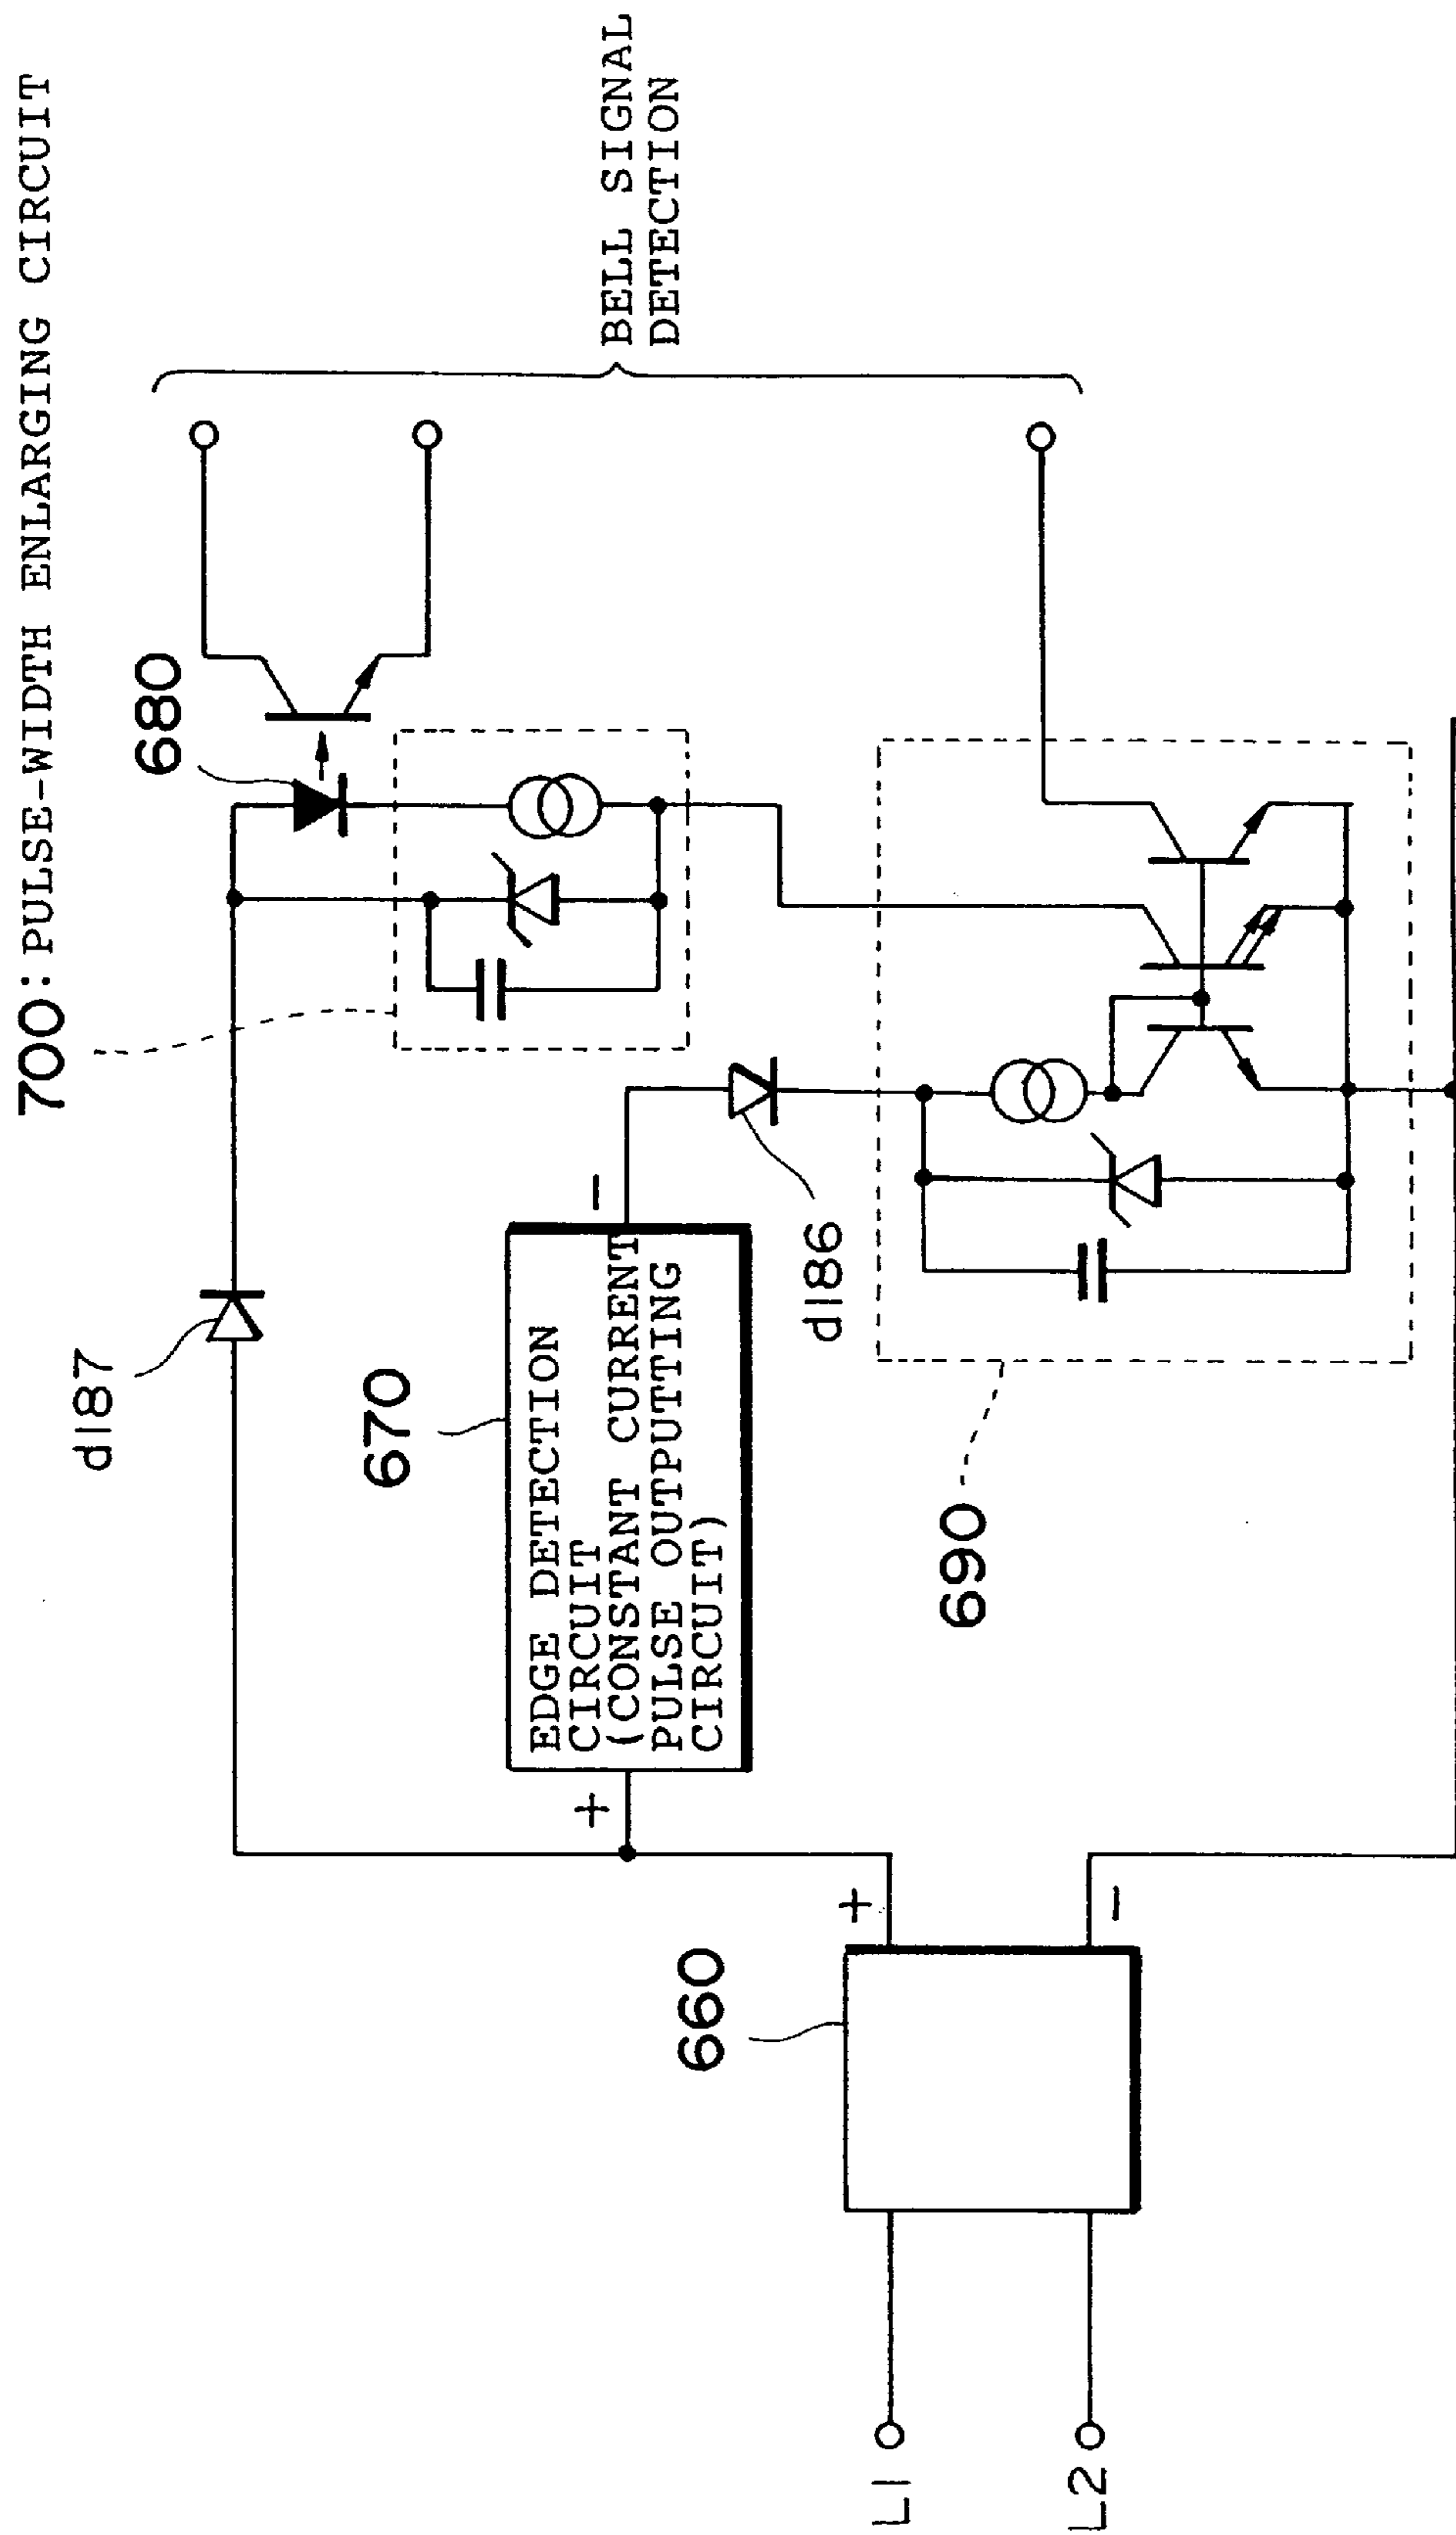 700: PULSE-WIDTH ENLARGING CIRCUIT
d187
680
670
EDGE DETECTION
CIRCUIT
(CONSTANT CURRENT
PULSE OUTPUTTING
CIRCUIT)
+
-
BELL SIGNAL
DETECTION
d186
660
+
-
690
L1
L2